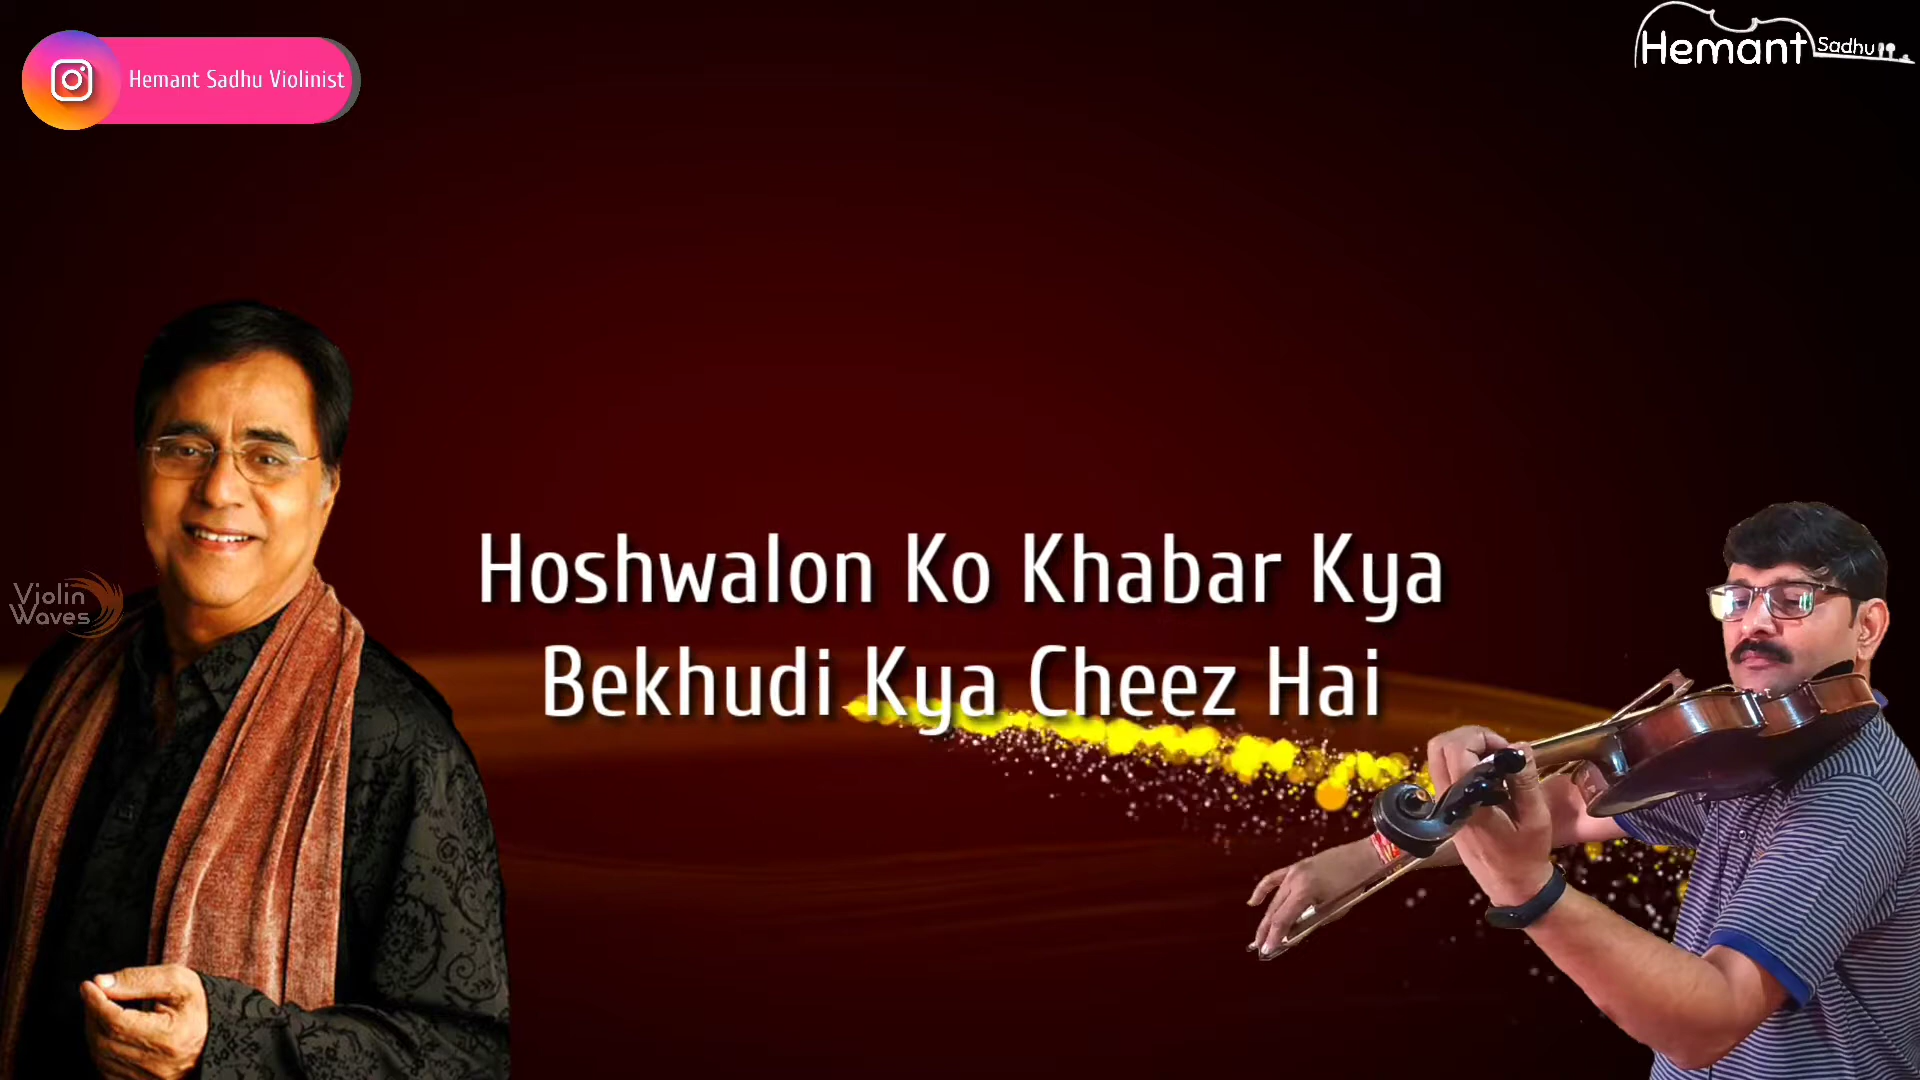 Hemant Sadhu Violinist
Hemant Sadhu
Violin
Waves
Hoshwalon Ko Khabar Kya
Bekhudi Kya Cheez Hai